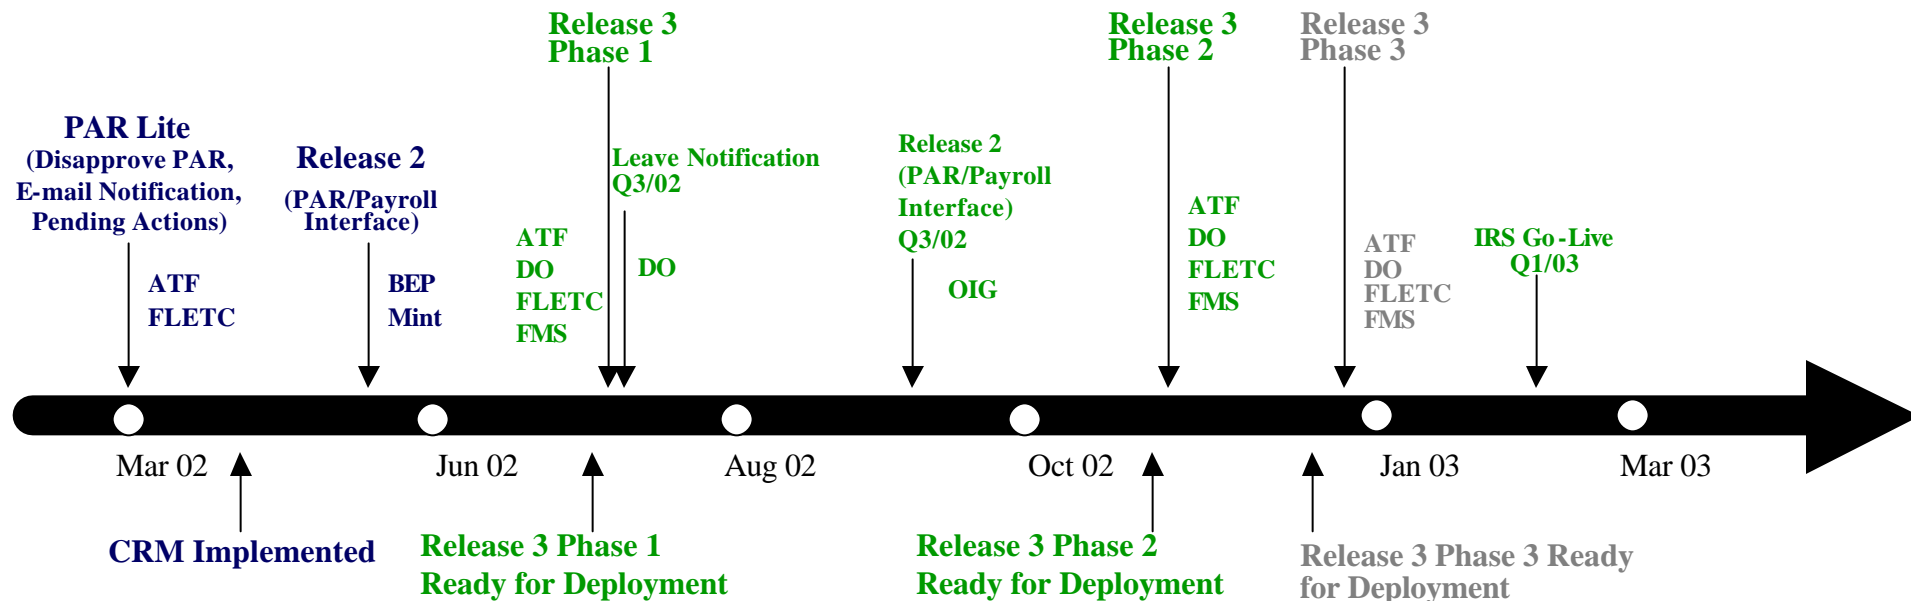 Release 3
Phase 1
Release 3
Phase 2
Release 3
Phase 3
PAR Lite
(Disapprove PAR,
E-mail Notification,
Pending Actions)
Release 2
(PAR/Payroll
Interface)
Leave Notification
Q3/02
Release 2
(PAR/Payroll
Interface)
Q3/02
IRS Go-Live
Q1/03
ATF
FLETC
BEP
Mint
ATF
DO
FLETC
FMS
DO
OIG
ATF
DO
FLETC
FMS
ATF
DO
FLETC
FMS
Mar 02
Jun 02
Aug 02
Oct 02
Jan 03
Mar 03
CRM Implemented
Release 3 Phase 1
Ready for Deployment
Release 3 Phase 2
Ready for Deployment
Release 3 Phase 3 Ready
for Deployment